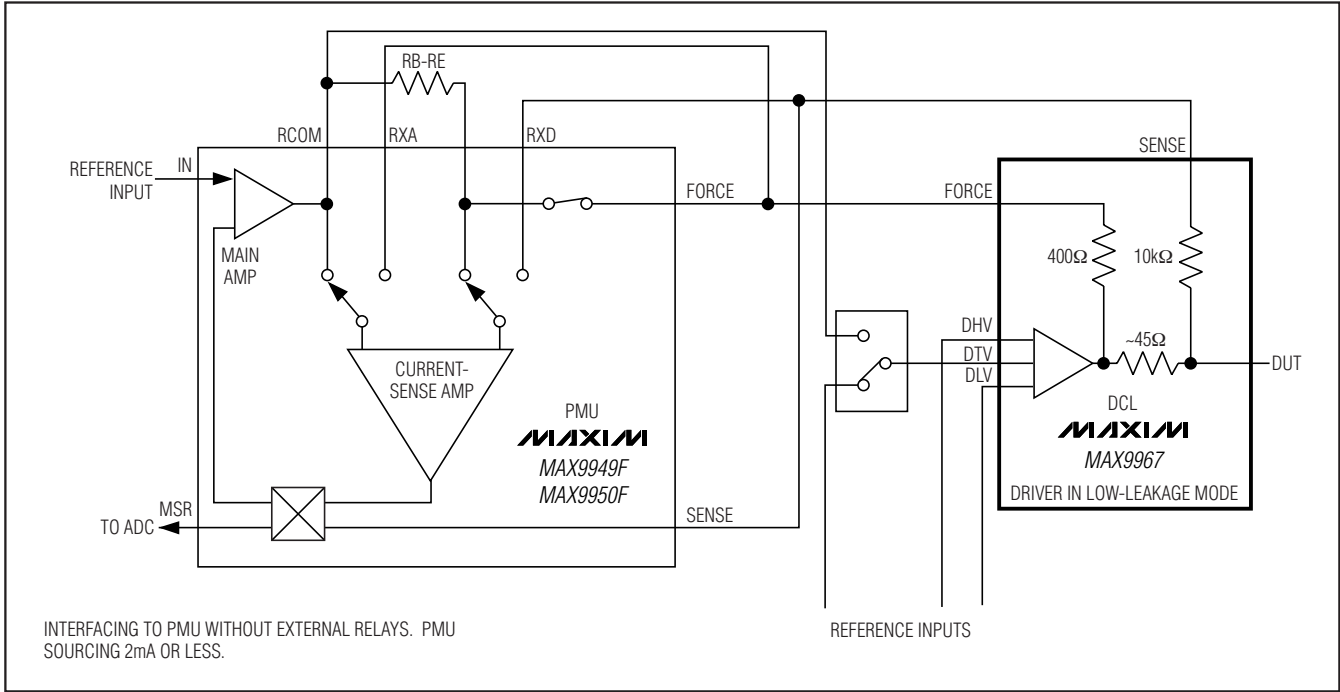 RB-RE
RCOM
RXA
RXD
SENSE
REFERENCE
INPUT
IN
FORCE
FORCE
MAIN
AMP
400Ω
10kΩ
DHV
DTV
DLV
~45Ω
DUT
CURRENT-
SENSE AMP
PMU
MAXIM
MAX9949F
MAX9950F
DCL
MAXIM
MAX9967
DRIVER IN LOW-LEAKAGE MODE
MSR
TO ADC
SENSE
INTERFACING TO PMU WITHOUT EXTERNAL RELAYS. PMU
SOURCING 2mA OR LESS.
REFERENCE INPUTS